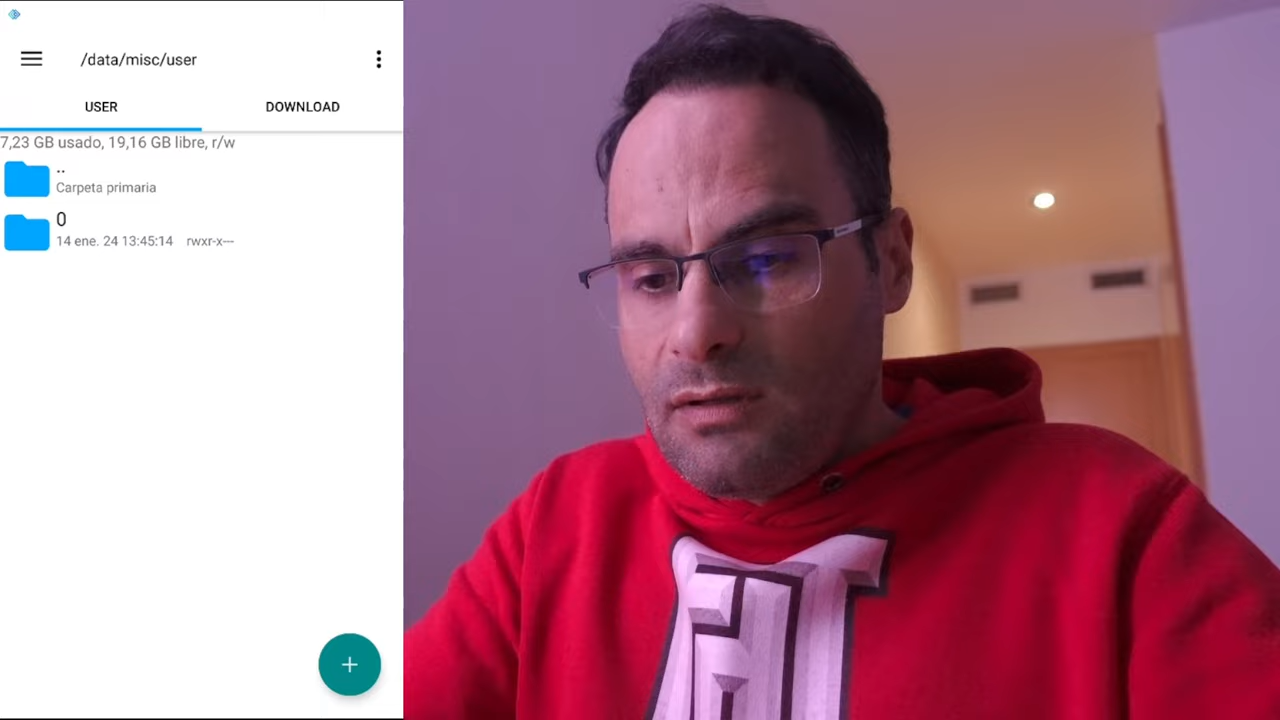 /data/misc/user
USER
DOWNLOAD
7,23 GB usado, 19,16 GB libre, r/w
..
Carpeta primaria
0
14 ene. 24 13:45:14 rwxr-x---